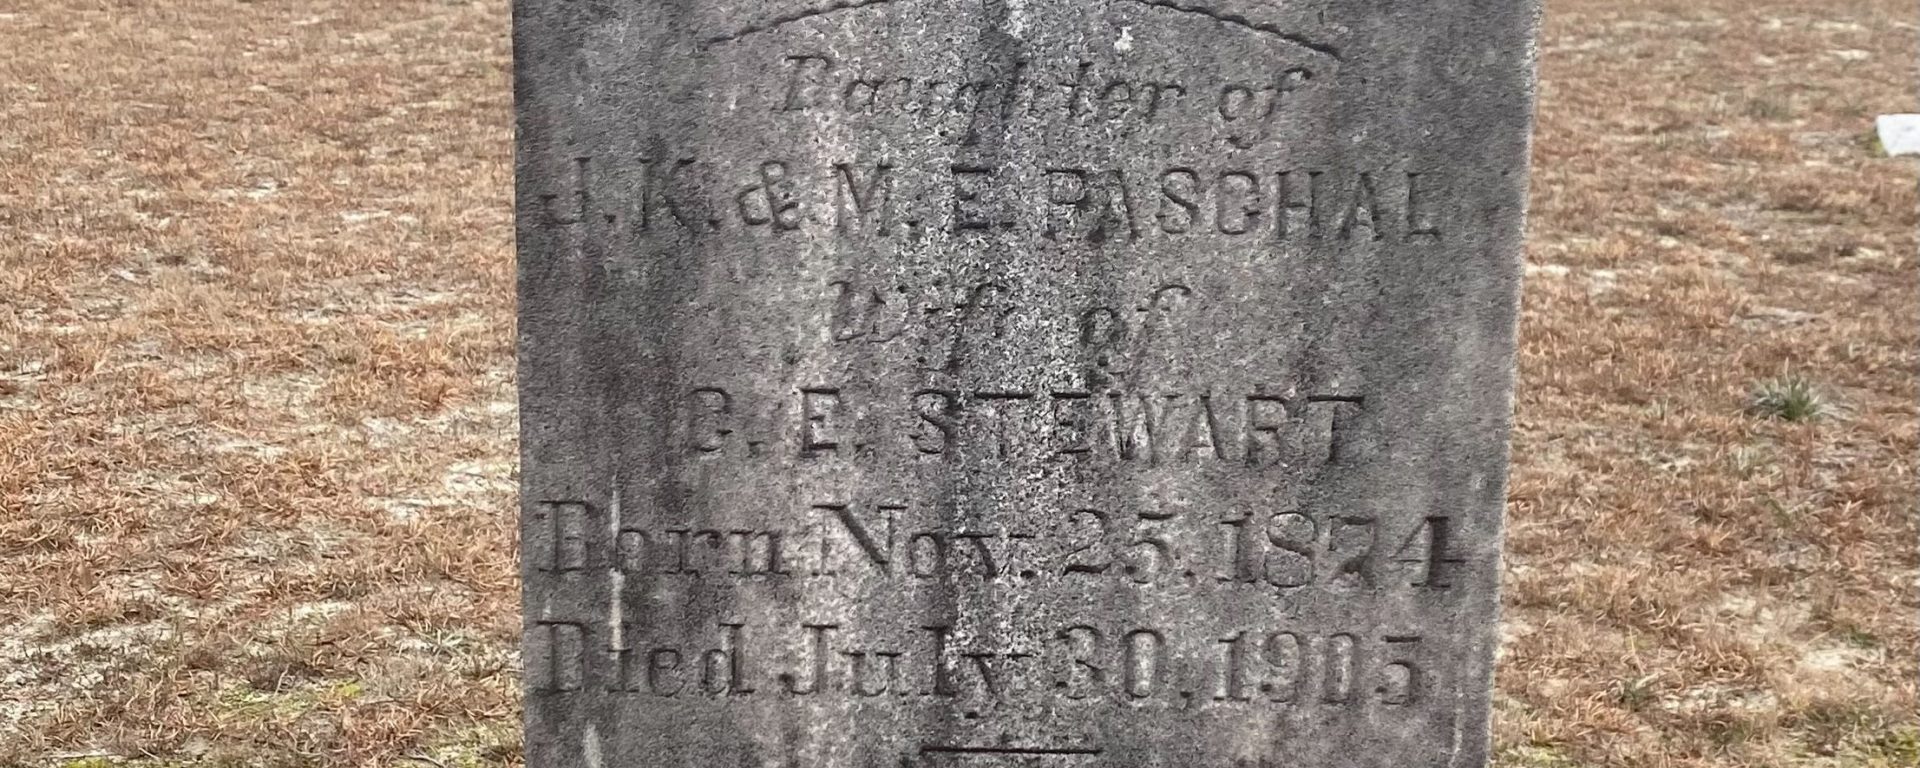 Daughter of
J. K. & M. E. PASCHAL
Wife of
C. E. STEWART
Born Nov. 25, 1874
Died July 30, 1905